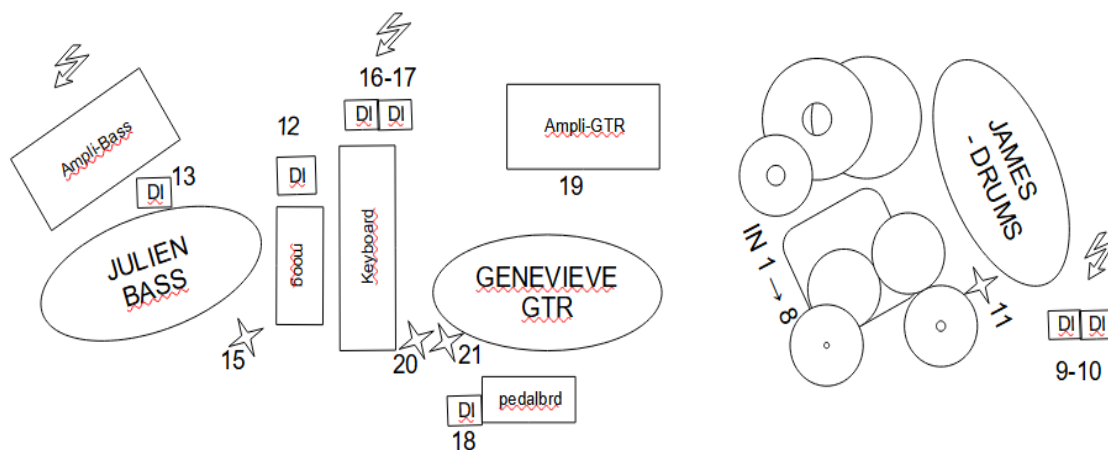 Ampli-Bass
DI
13
JULIEN
BASS
15
12
DI
moog
16-17
DI DI
Keyboard
20
21
Ampli-GTR
19
GENEVIEVE
GTR
DI
pedalbrd
18
IN 1 → 8
JAMES
- DRUMS
11
DI DI
9-10